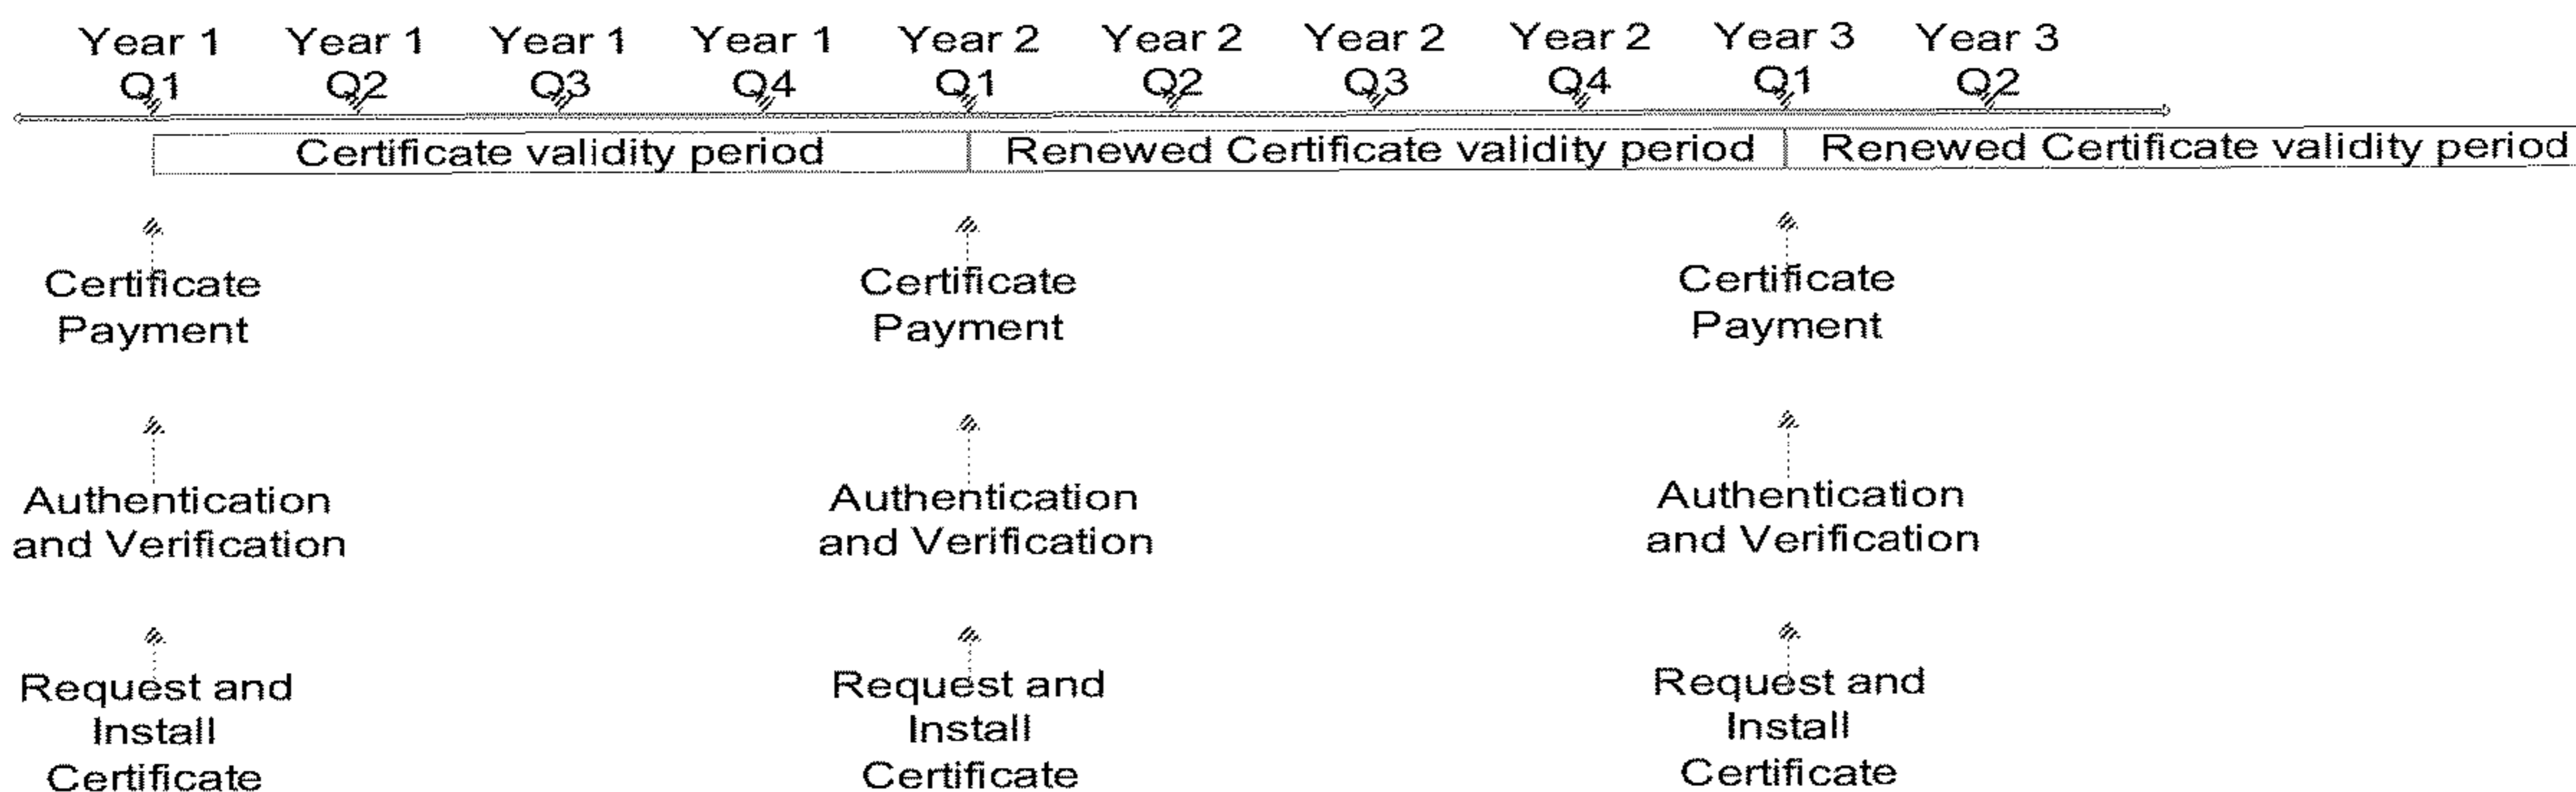 Year 1 Year 1 Year 1 Year 1 Year 2 Year 2 Year 2 Year 2 Year 3 Year 3
Q1 Q2 Q3 Q4 Q1 Q2 Q3 Q4 Q1 Q2
Certificate validity period Renewed Certificate validity period Renewed Certificate validity period
Certificate Certificate Certificate
Payment Payment Payment
Authentication Authentication Authentication
and Verification and Verification and Verification
Request and Request and Request and
Install Install Install
Certificate Certificate Certificate